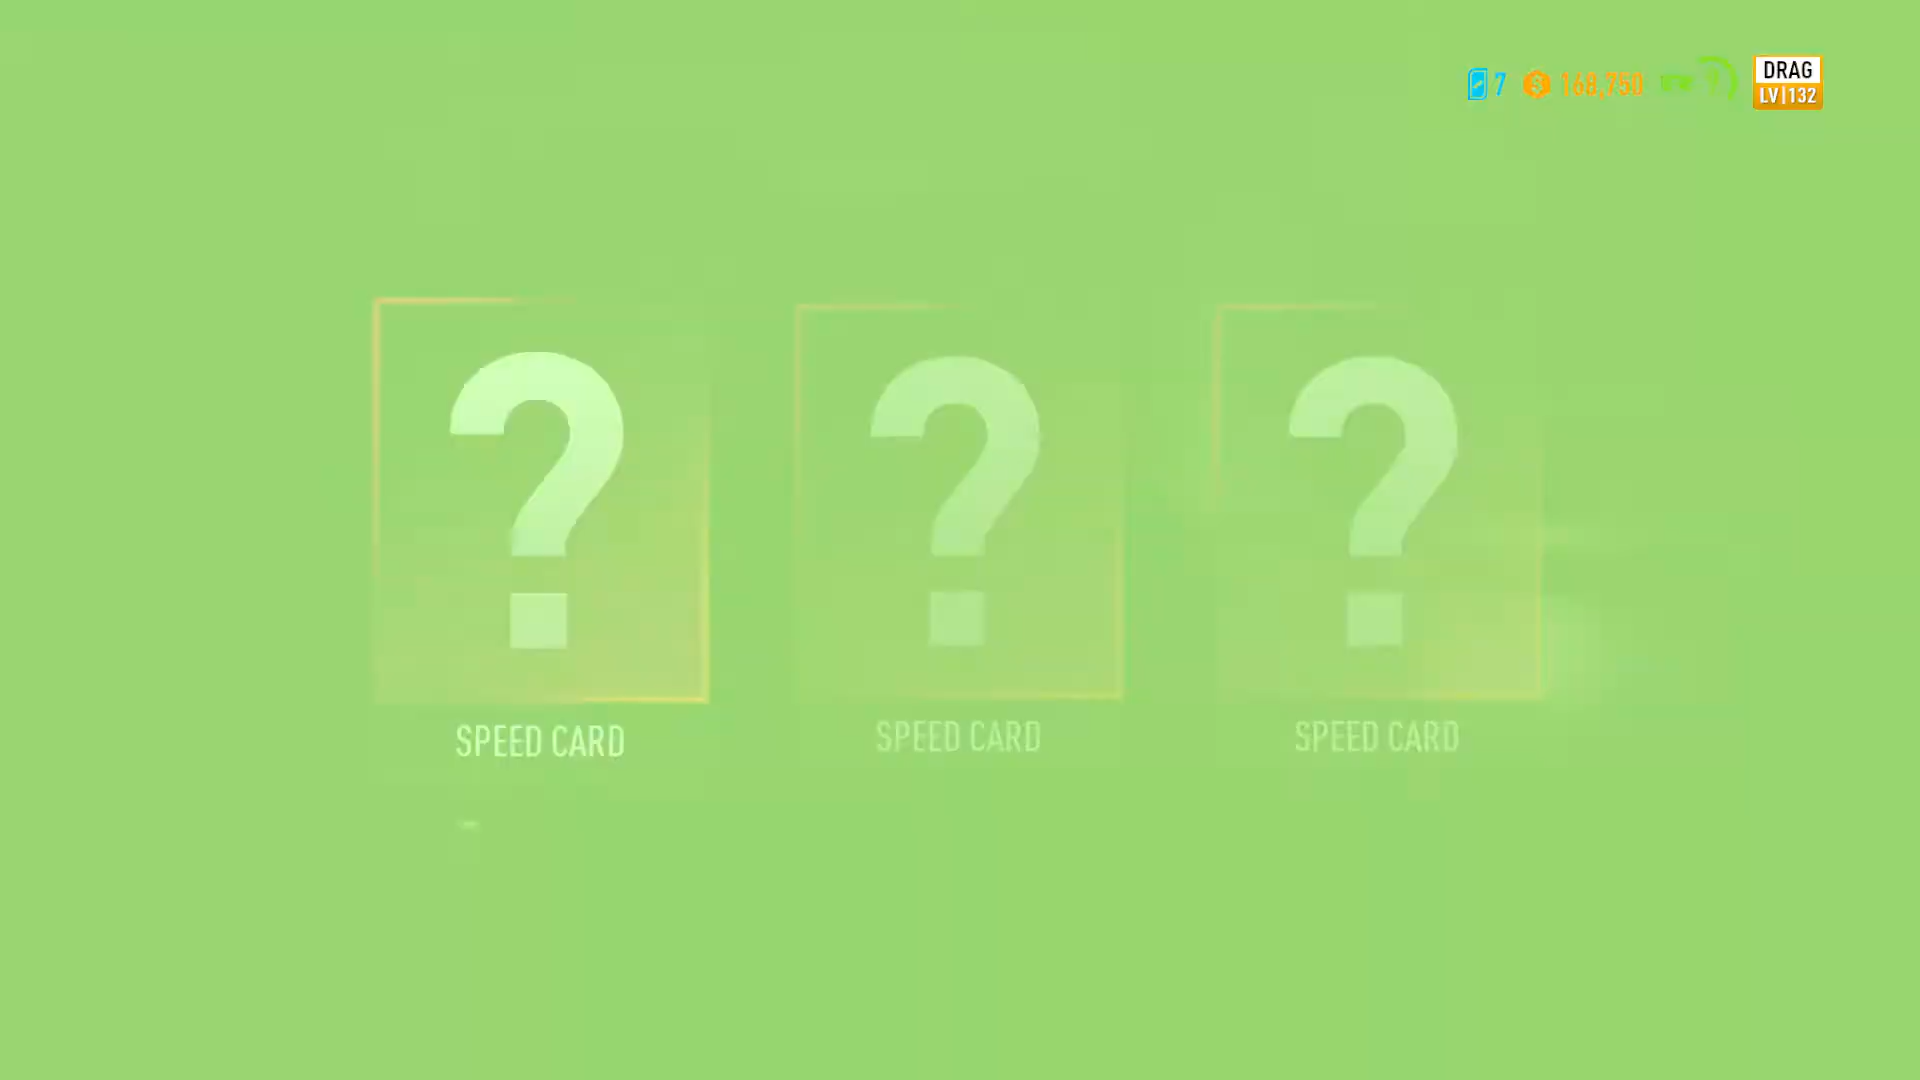 7 168,750
DRAG
LV|132
?
?
?
SPEED CARD
SPEED CARD
SPEED CARD